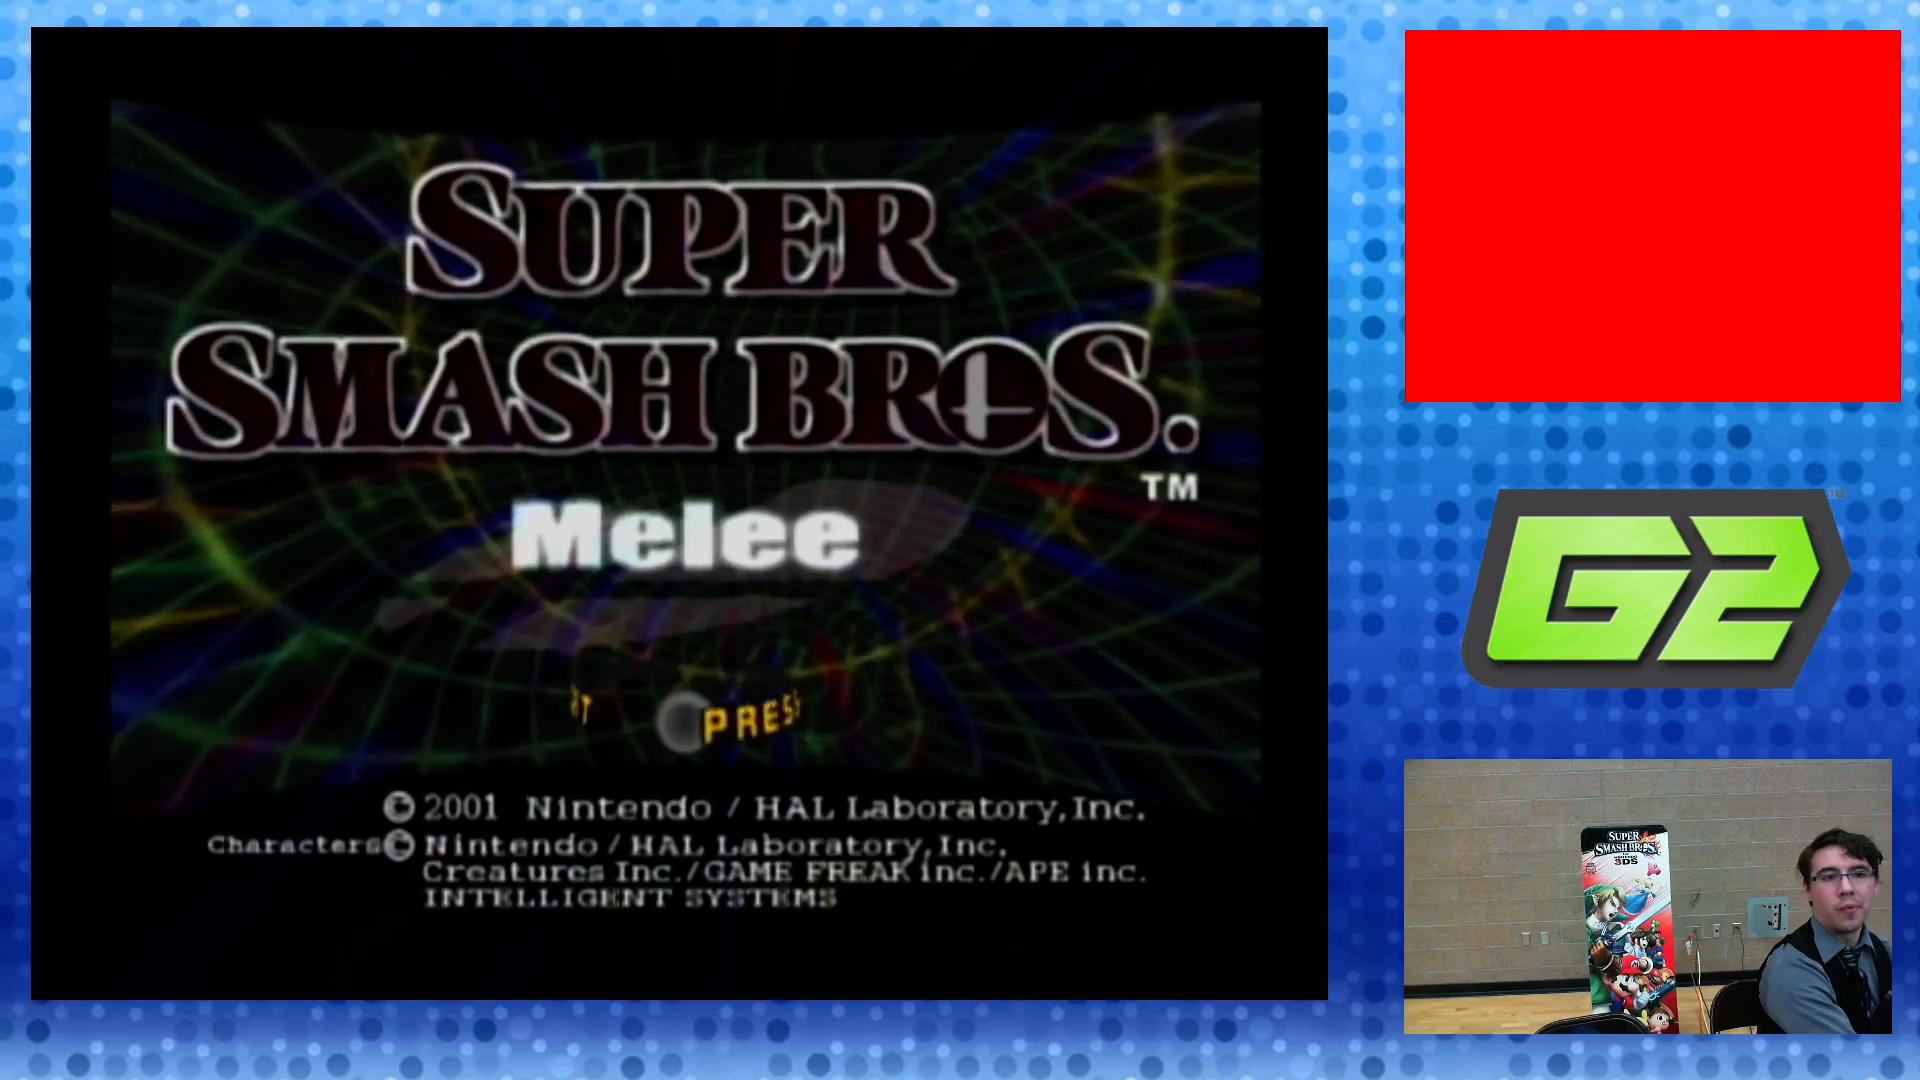 SUPER
SMASH BROS.
TM
Melee
PRES
© 2001 Nintendo / HAL Laboratory, Inc.
Characters © Nintendo / HAL Laboratory, Inc.
Creatures Inc./GAME FREAK inc./APE inc.
INTELLIGENT SYSTEMS
TM
G2
SUPER
SMASH BROS.
3DS